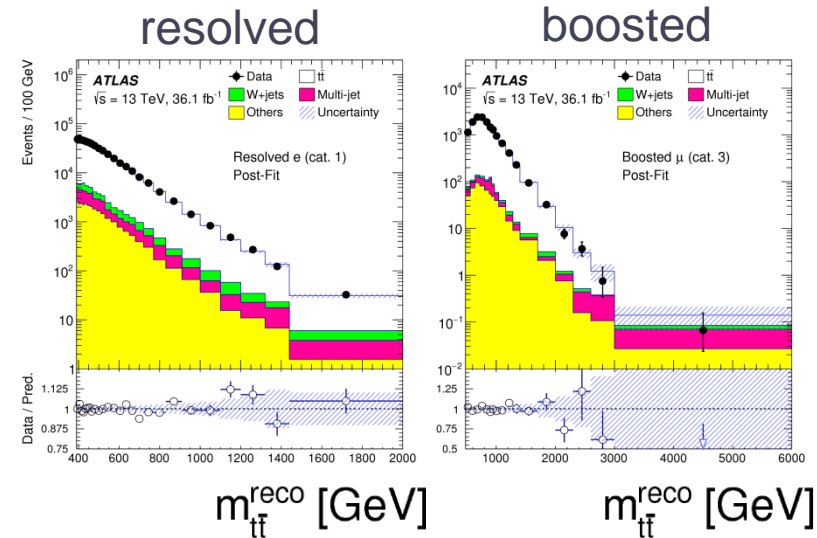 resolved
boosted
Events / 100 GeV
10⁶
10⁵
10⁴
10³
10²
10
1
ATLAS
√s = 13 TeV, 36.1 fb⁻¹
Data
tt̄
W+jets
Multi-jet
Others
Uncertainty
Resolved e (cat. 1)
Post-Fit
Data / Pred.
1.125
1
0.875
0.75
400 600 800 1000 1200 1400 1600 1800 2000
m_tt̄^reco [GeV]
10⁴
10³
10²
10
1
10⁻¹
10⁻²
ATLAS
√s = 13 TeV, 36.1 fb⁻¹
Data
tt̄
W+jets
Multi-jet
Others
Uncertainty
Boosted μ (cat. 3)
Post-Fit
1.25
1
0.75
0.5
1000 2000 3000 4000 5000 6000
m_tt̄^reco [GeV]